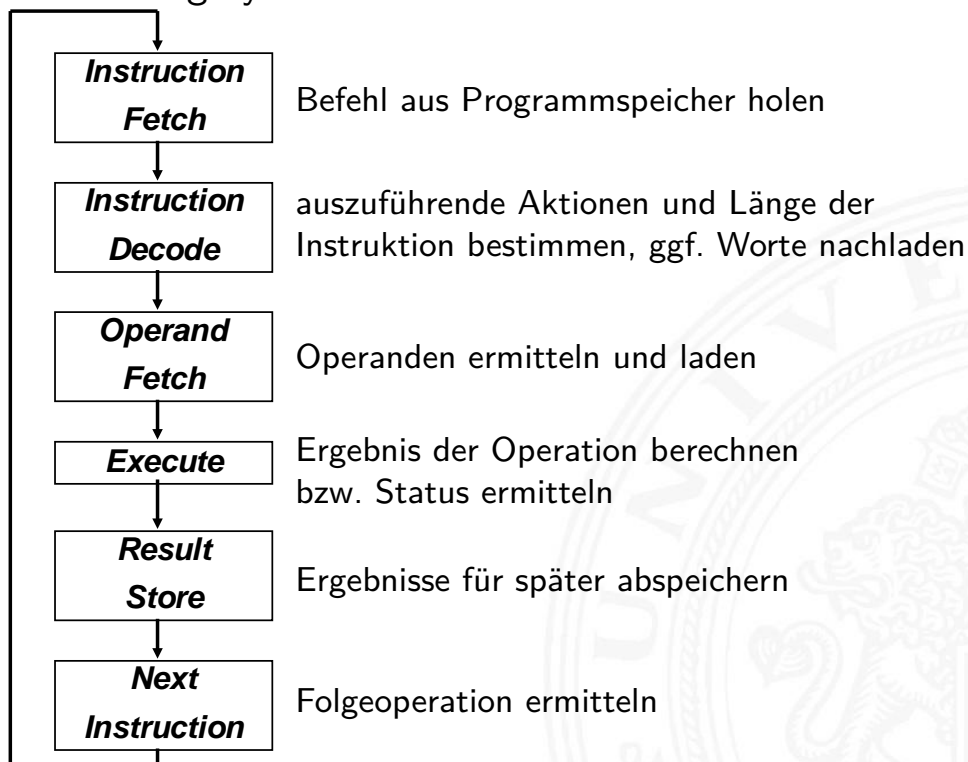 Instruction
Fetch
Befehl aus Programmspeicher holen
Instruction
Decode
auszuführende Aktionen und Länge der
Instruktion bestimmen, ggf. Worte nachladen
Operand
Fetch
Operanden ermitteln und laden
Execute
Ergebnis der Operation berechnen
bzw. Status ermitteln
Result
Store
Ergebnisse für später abspeichern
Next
Instruction
Folgeoperation ermitteln
UNIVE